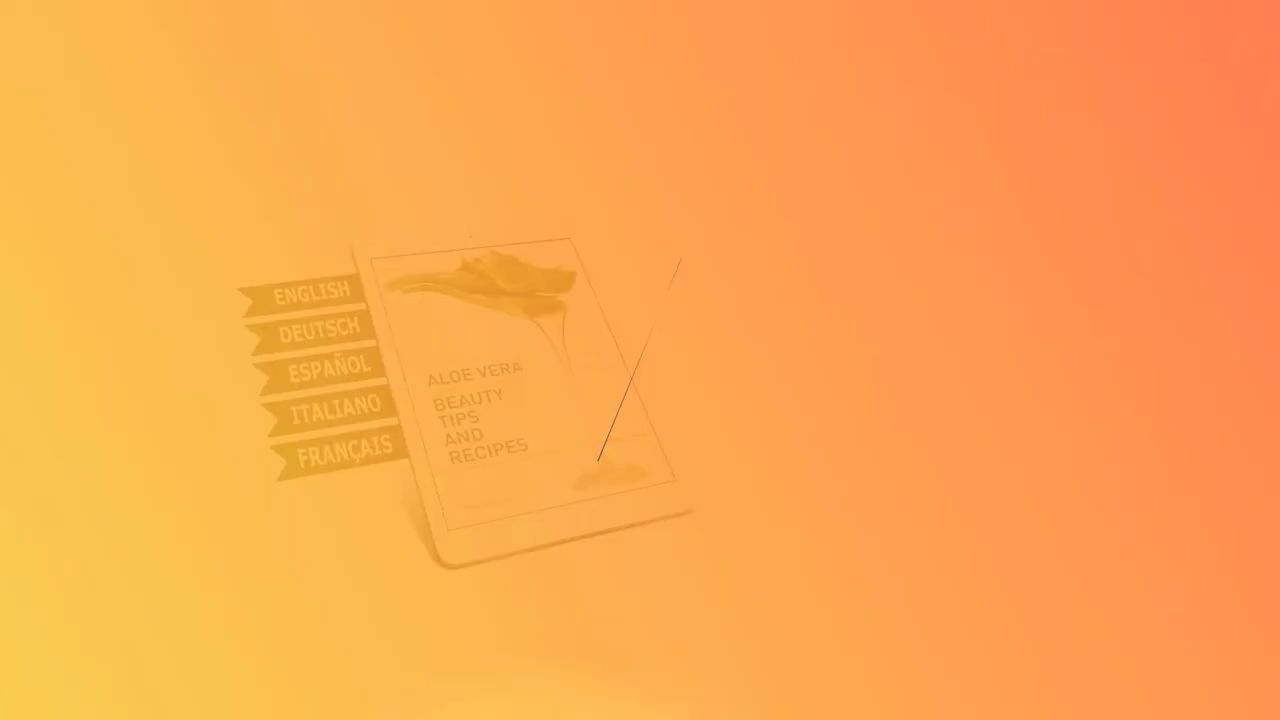 ENGLISH
DEUTSCH
ESPAÑOL
ITALIANO
FRANÇAIS
ALOE VERA
BEAUTY
TIPS
AND
RECIPES